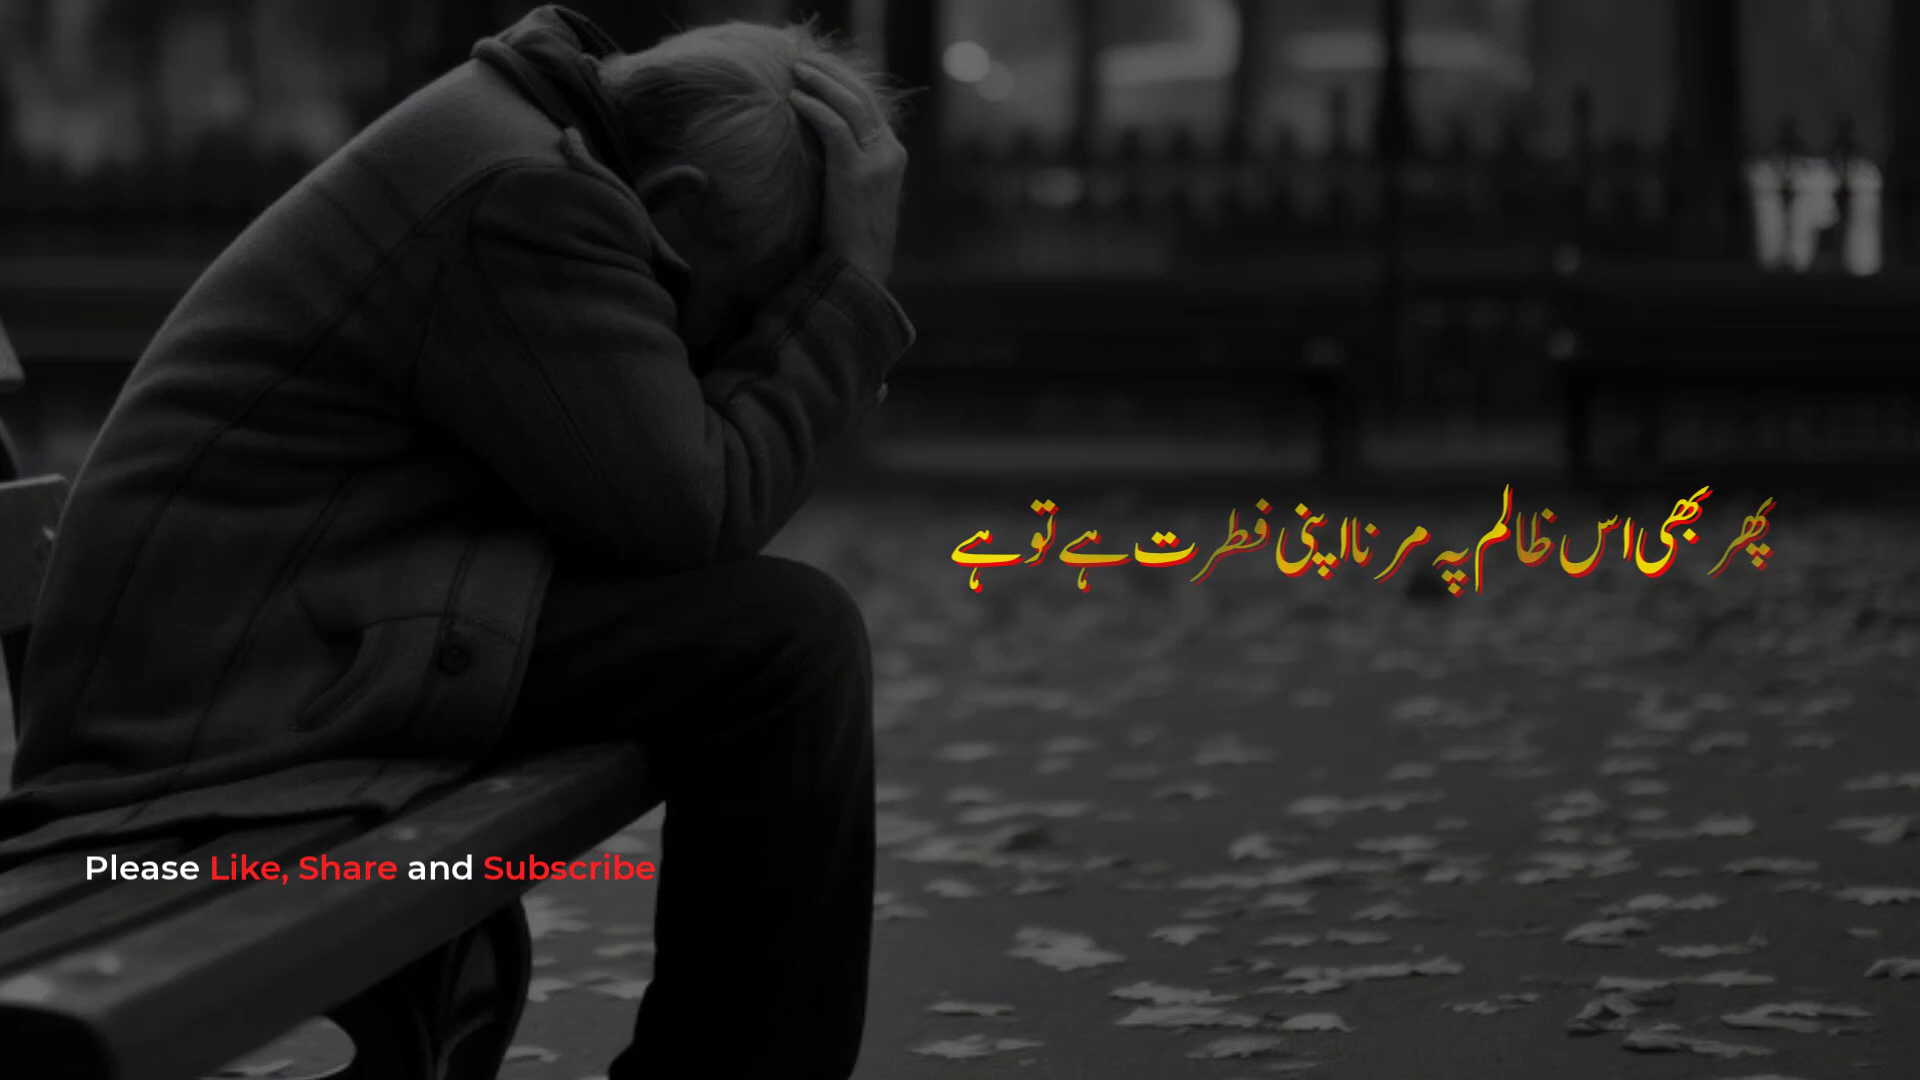 پھر بھی اس ظالم پہ مرنا اپنی فطرت ہے تو ہے
Please Like, Share and Subscribe